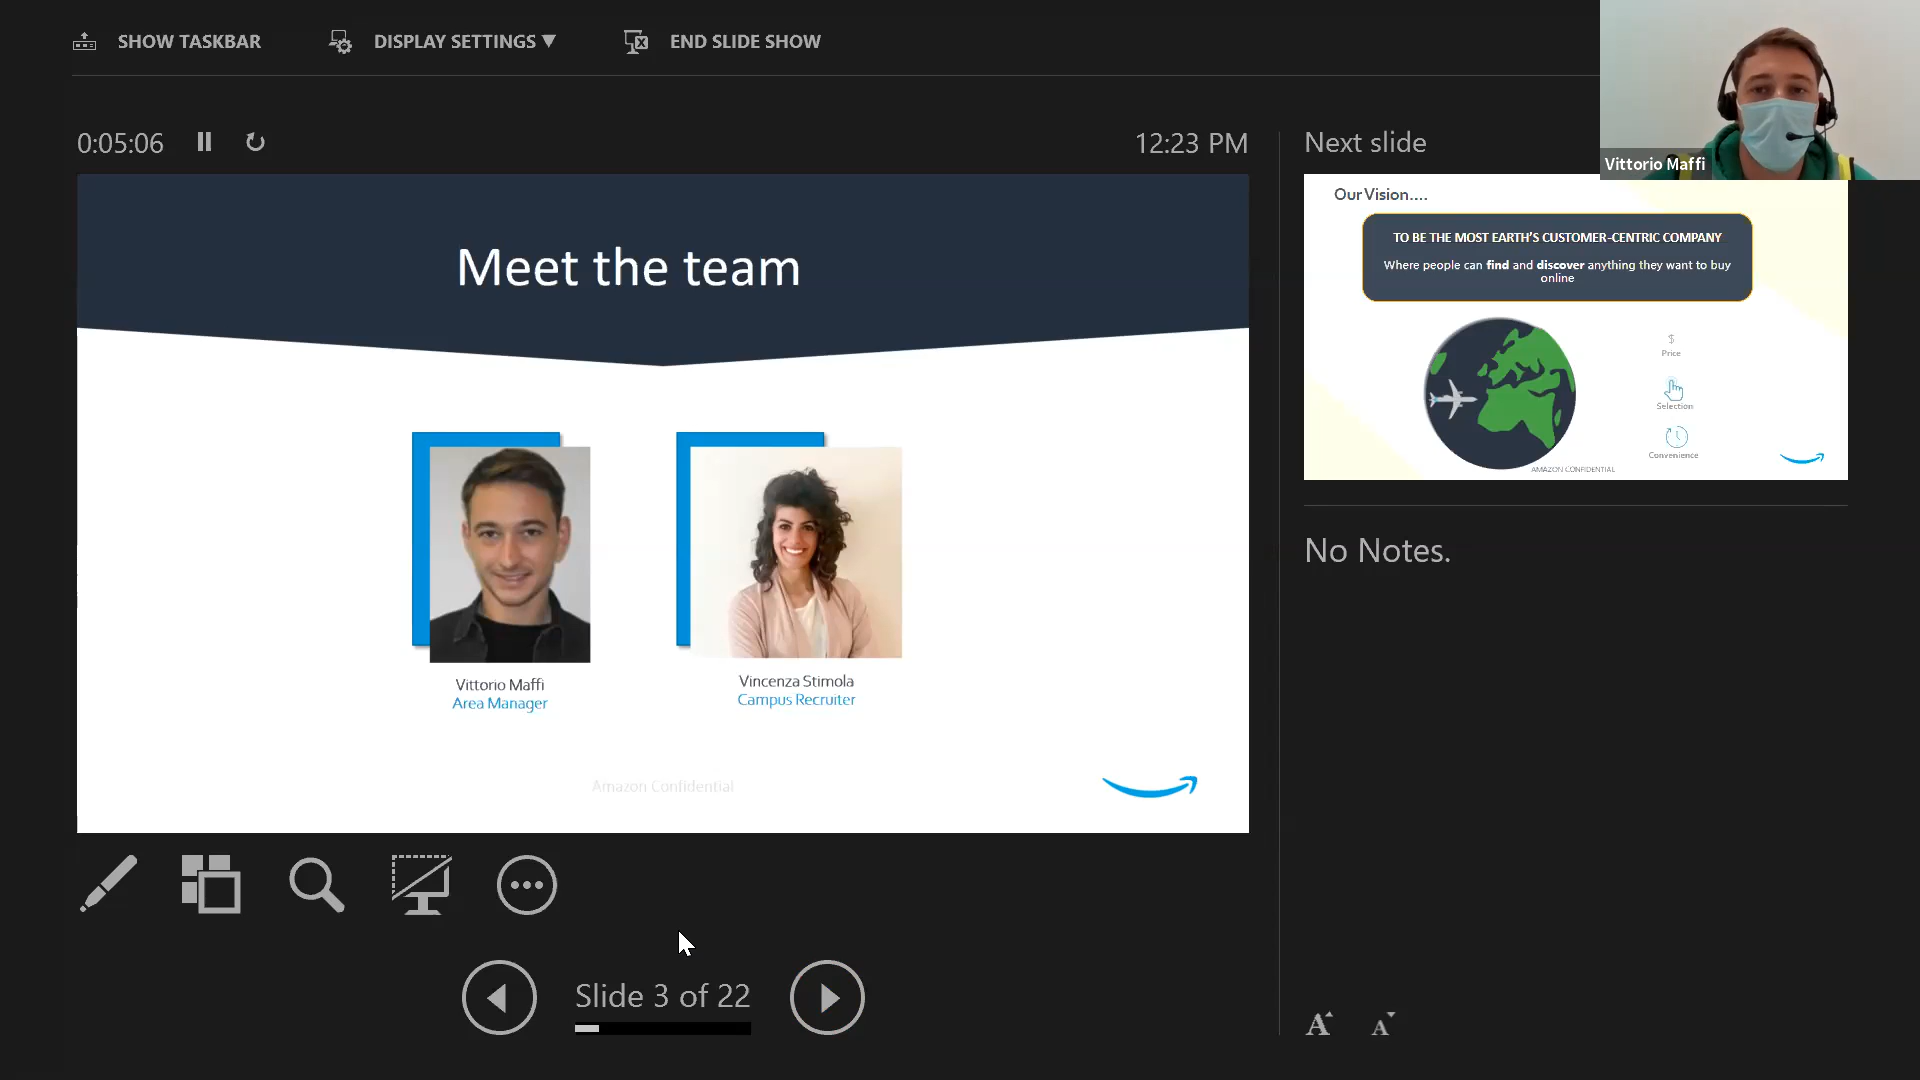 SHOW TASKBAR
DISPLAY SETTINGS ▼
END SLIDE SHOW
Vittorio Maffi
0:05:06
12:23 PM
Next slide
Meet the team
Vittorio Maffi
Area Manager
Vincenza Stimola
Campus Recruiter
Amazon Confidential
Our Vision....
TO BE THE MOST EARTH'S CUSTOMER-CENTRIC COMPANY
Where people can find and discover anything they want to buy
online
$
Price
Selection
Convenience
AMAZON CONFIDENTIAL
No Notes.
Slide 3 of 22
A
A